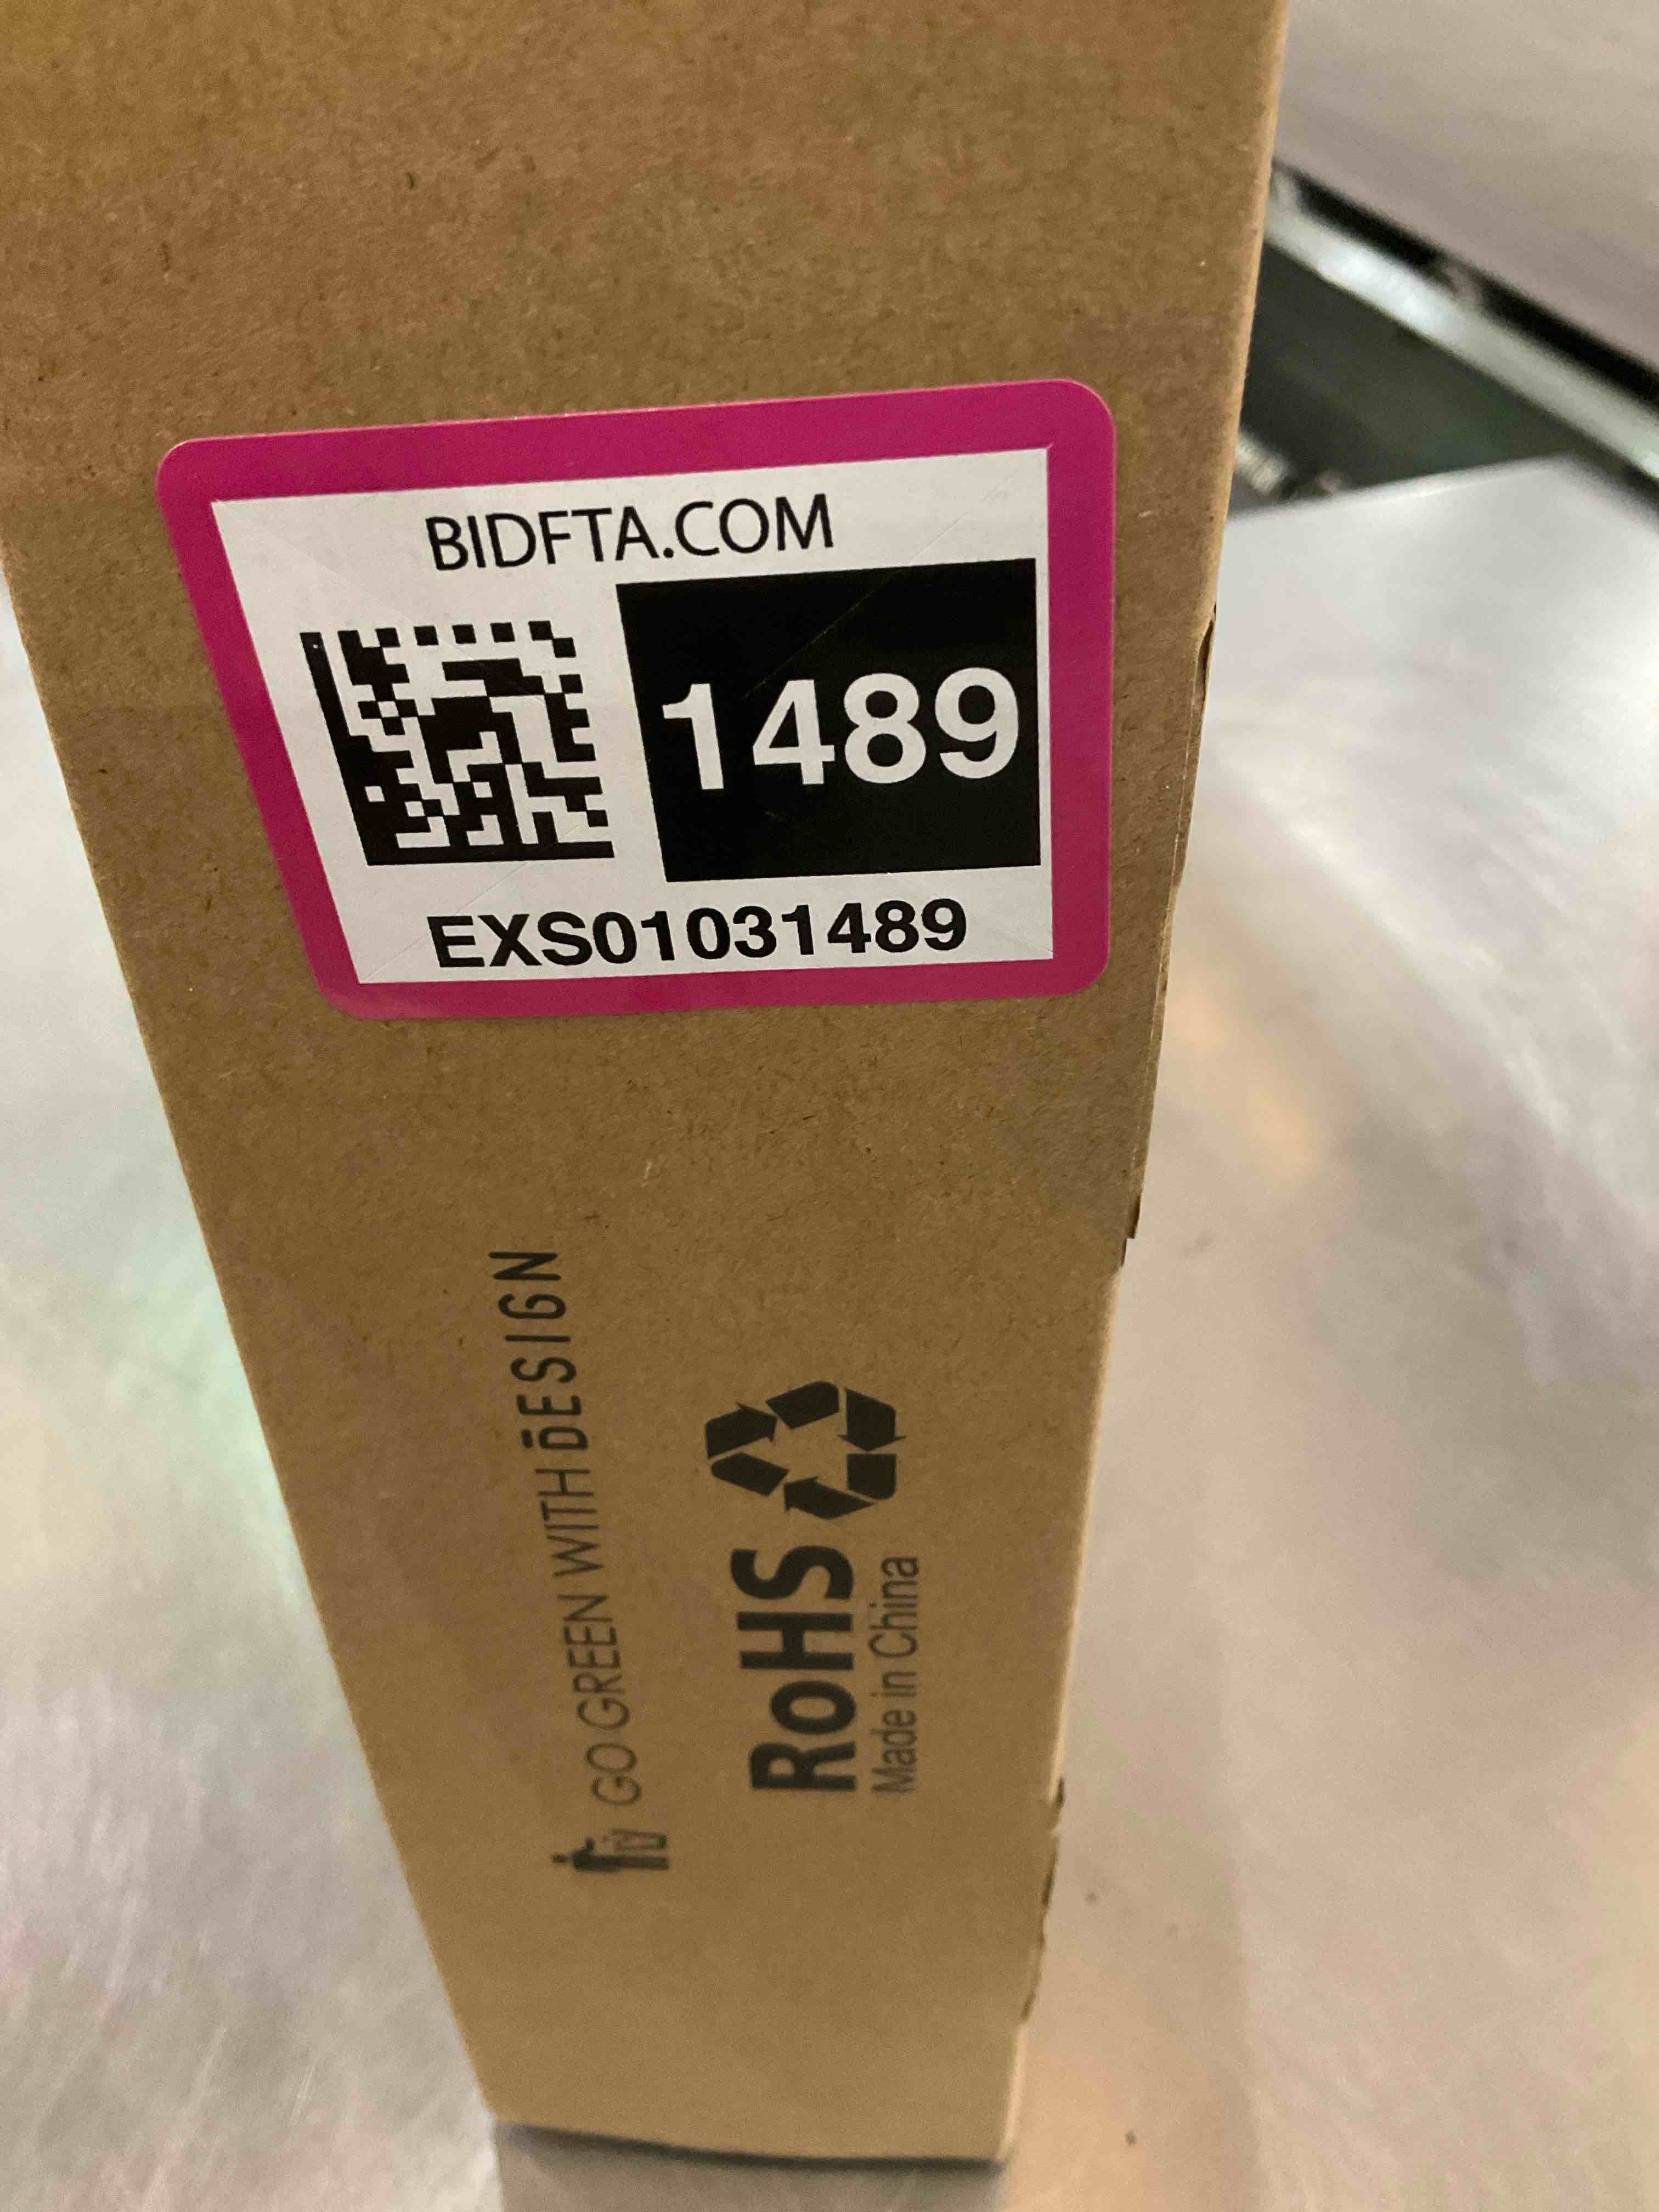 BIDFTA.COM
1489
EXS01031489
GO GREEN WITH DESIGN
RoHS
Made in China